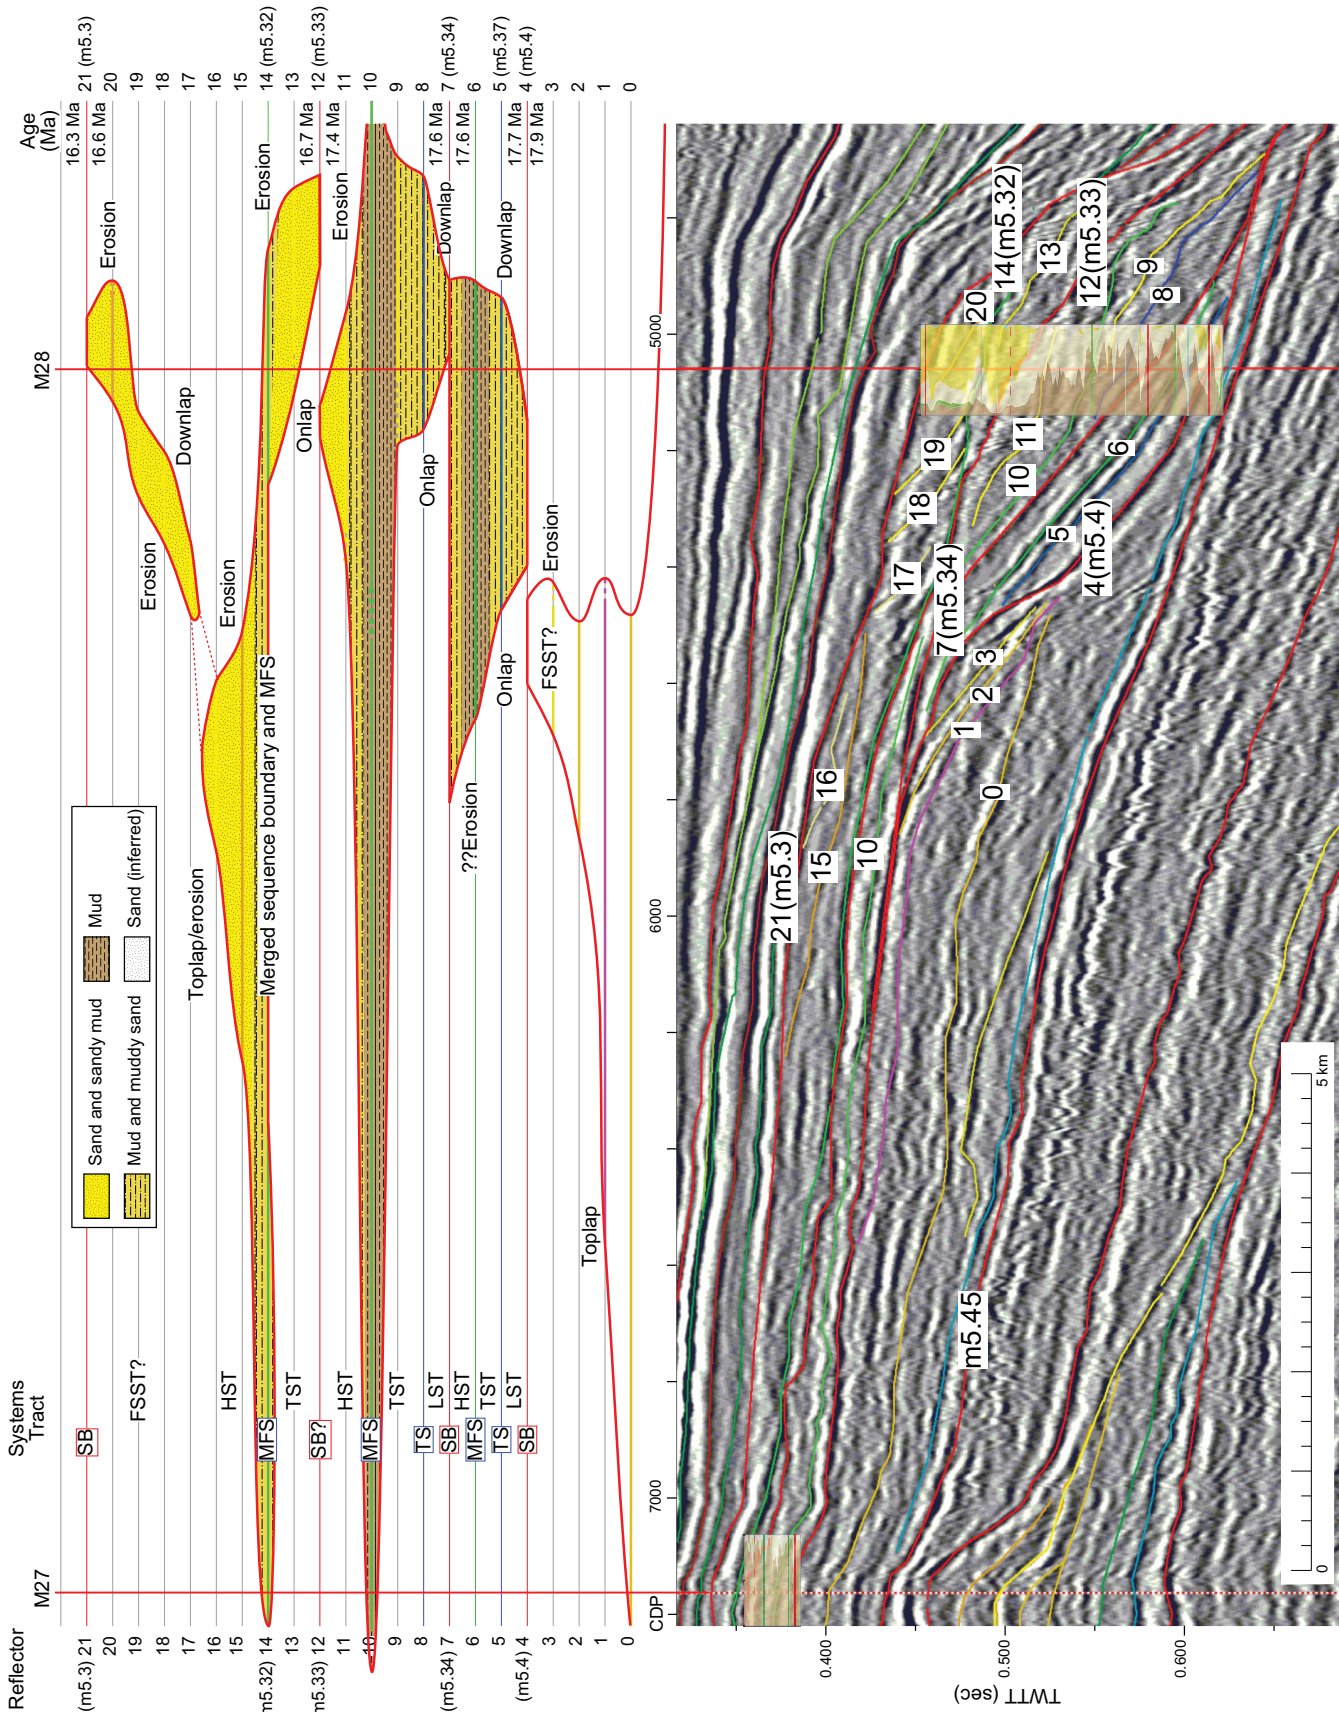 Reflector
M27
Systems
Tract
M28
Age
(Ma)
(m5.3) 21
20
19
18
17
16
15
m5.32) 14
13
m5.33) 12
11
10
9
8
(m5.34) 7
6
5
(m5.4) 4
3
2
1
0
SB
FSST?
HST
MFS
TST
SB?
HST
MFS
TST
TS
LST
SB
HST
MFS
TST
TS
LST
SB
Sand and sandy mud
Mud
Mud and muddy sand
Sand (inferred)
Erosion
Downlap
Erosion
Toplap/erosion
Erosion
Merged sequence boundary and MFS
Erosion
Onlap
Erosion
Onlap
Downlap
??Erosion
Onlap
Downlap
FSST?
Erosion
Toplap
16.3 Ma
16.6 Ma
16.7 Ma
17.4 Ma
17.6 Ma
17.6 Ma
17.7 Ma
17.9 Ma
21 (m5.3)
20
19
18
17
16
15
14 (m5.32)
13
12 (m5.33)
11
10
9
8
7 (m5.34)
6
5 (m5.37)
4 (m5.4)
3
2
1
0
CDP
7000
6000
5000
TWTT (sec)
0.400
0.500
0.600
21(m5.3)
15
16
10
17
18
19
20
14(m5.32)
13
12(m5.33)
9
8
11
10
6
5
4(m5.4)
7(m5.34)
3
2
1
0
m5.45
0
5 km